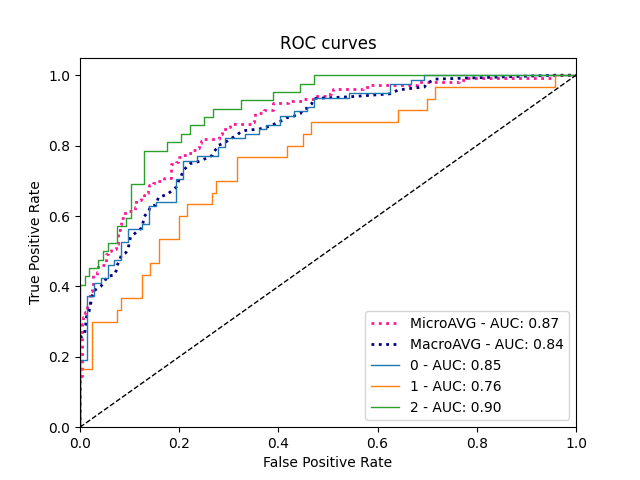 ROC curves
True Positive Rate
1.0
0.8
0.6
0.4
0.2
0.0
MicroAVG - AUC: 0.87
MacroAVG - AUC: 0.84
0 - AUC: 0.85
1 - AUC: 0.76
2 - AUC: 0.90
0.0 0.2 0.4 0.6 0.8 1.0
False Positive Rate